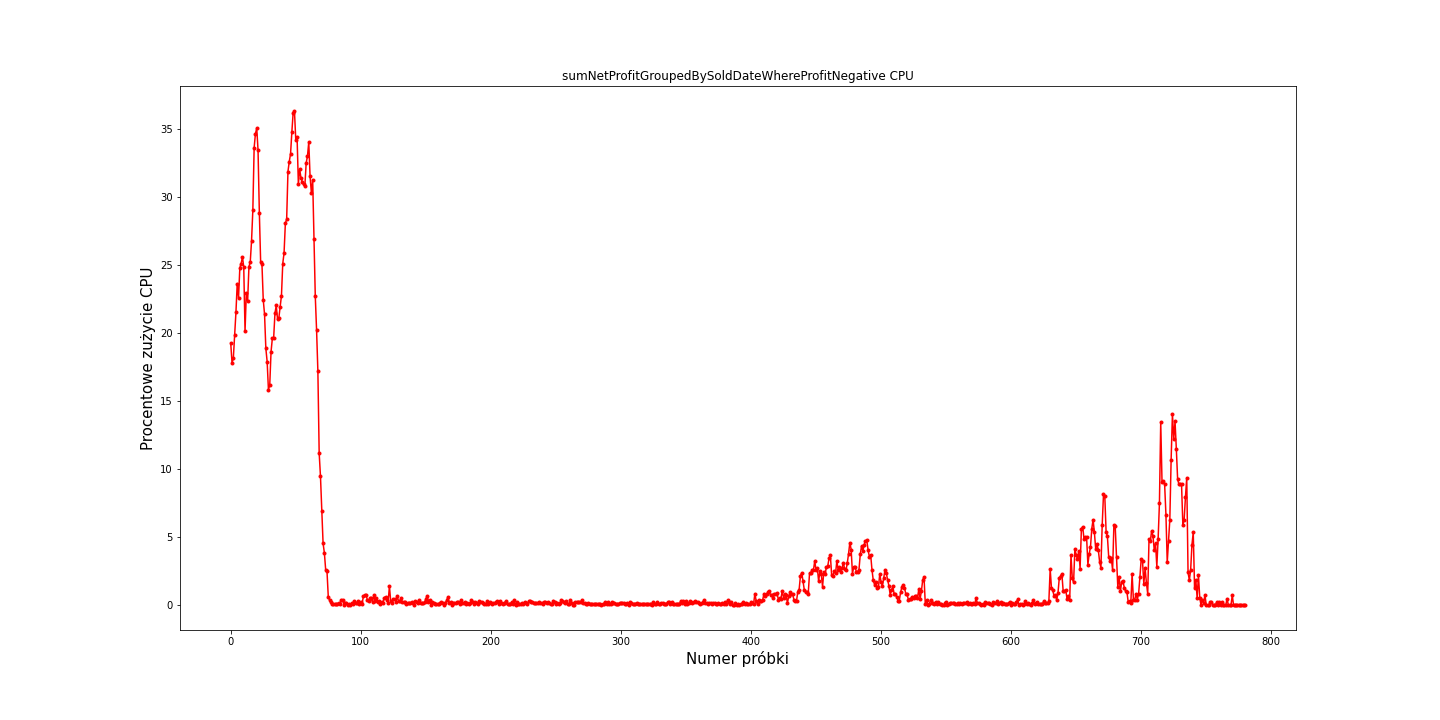 sumNetProfitGroupedBySoldDateWhereProfitNegative CPU
35
30
25
20
15
10
5
0
Procentowe zużycie CPU
0 100 200 300 400 500 600 700 800
Numer próbki